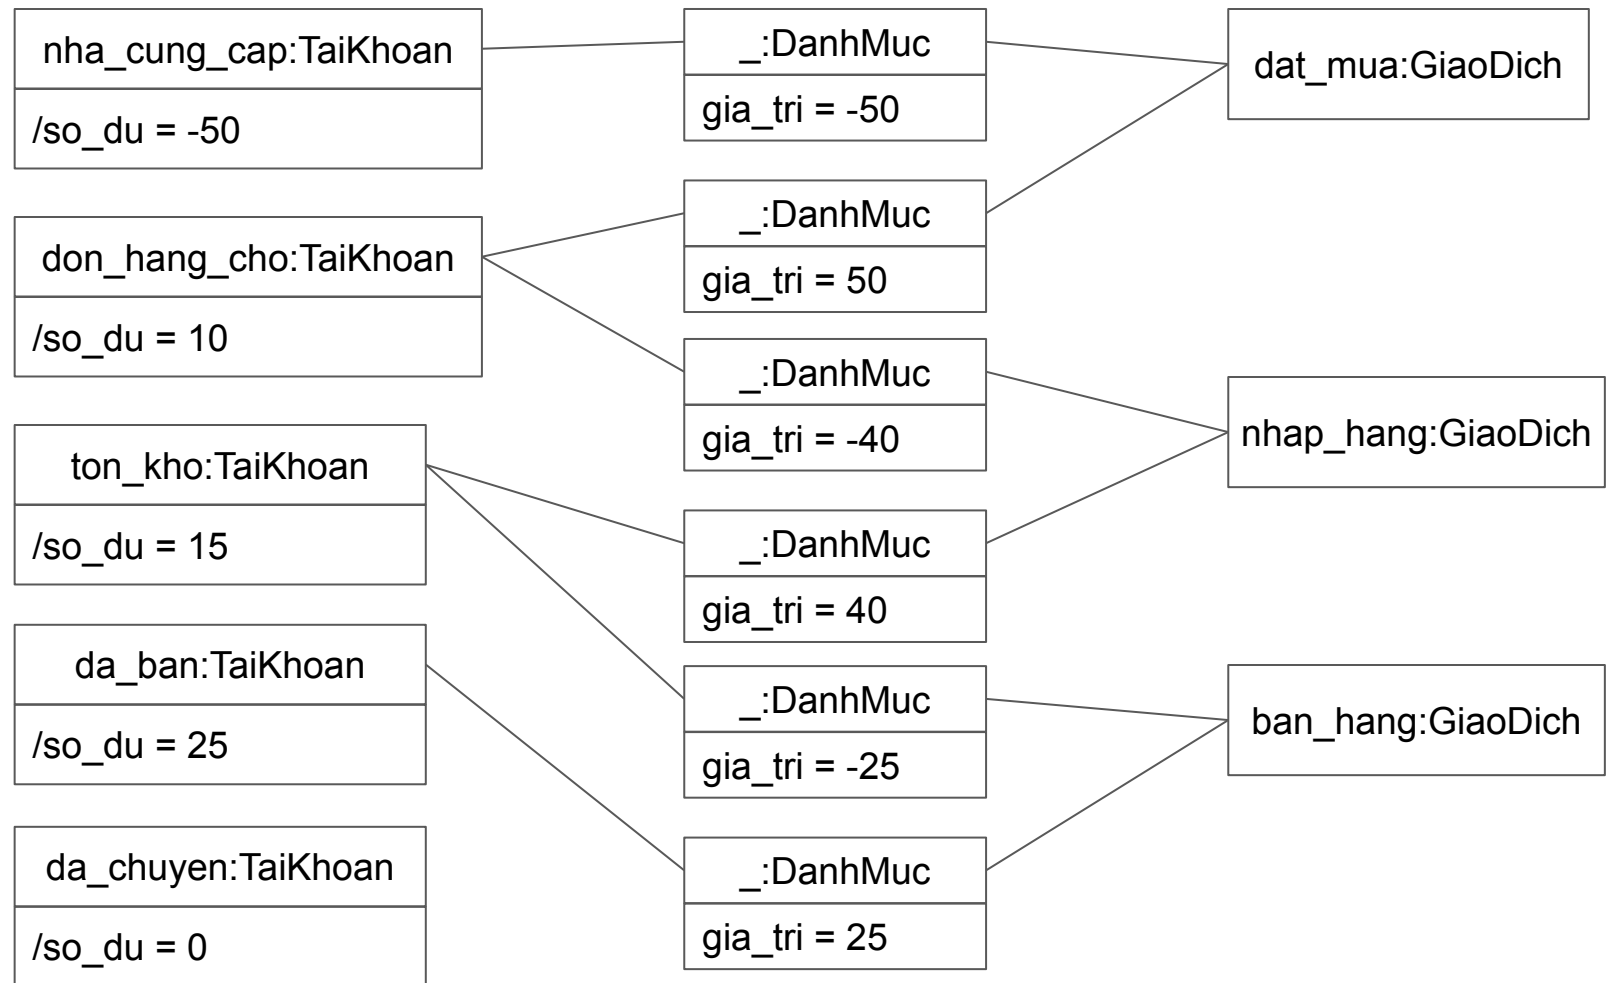 nha_cung_cap:TaiKhoan
/so_du = -50
don_hang_cho:TaiKhoan
/so_du = 10
ton_kho:TaiKhoan
/so_du = 15
da_ban:TaiKhoan
/so_du = 25
da_chuyen:TaiKhoan
/so_du = 0
_:DanhMuc
gia_tri = -50
_:DanhMuc
gia_tri = 50
_:DanhMuc
gia_tri = -40
_:DanhMuc
gia_tri = 40
_:DanhMuc
gia_tri = -25
_:DanhMuc
gia_tri = 25
dat_mua:GiaoDich
nhap_hang:GiaoDich
ban_hang:GiaoDich